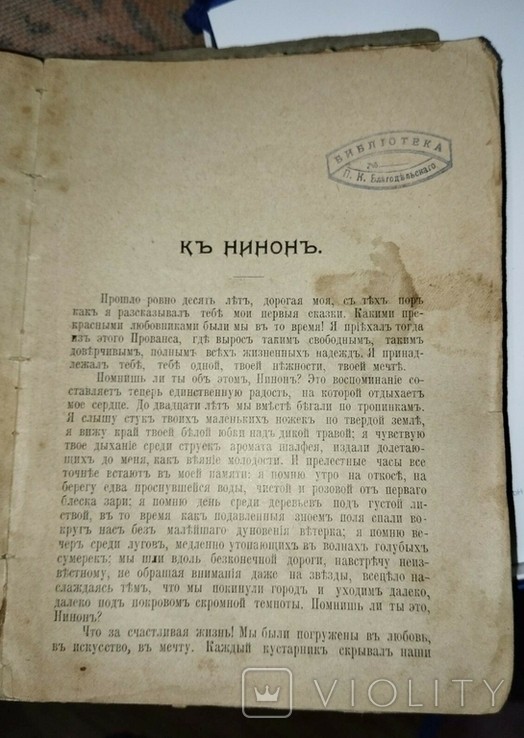 БИБЛІОТЕКА
№
П. К. Благодѣльскаго.
КЪ НИНОНЪ.
Прошло ровно десять лѣтъ, дорогая моя, съ тѣхъ поръ
какъ я разсказывалъ тебѣ мои первыя сказки. Какими пре-
красными любовниками были мы въ то время! Я пріѣхалъ тогда
изъ этого Прованса, гдѣ выросъ такимъ свободнымъ, такимъ
довѣрчивымъ, полнымъ всѣхъ жизненныхъ надеждъ. Я принад-
лежалъ тебѣ, тебѣ одной, твоей нѣжности, твоей мечтѣ.
Помнишь ли ты объ этомъ, Нинонъ? Это воспоминаніе со-
ставляетъ теперь единственную радость, на которой отдыхаетъ
мое сердце. До двадцати лѣтъ мы вмѣстѣ бѣгали по тропинкамъ.
Я слышу стукъ твоихъ маленькихъ ножекъ по твердой землѣ,
я вижу край твоей бѣлой юбки надъ дикой травой; я чувствую
твое дыханіе среди струекъ аромата шалфея, издали долетаю-
щихъ до меня, какъ вѣяніе молодости. И прелестные часы все
точнѣе встаютъ въ моей памяти: я помню утро на откосѣ, на
берегу едва проснувшейся воды, чистой и розовой отъ перваго
блеска зари; я помню день среди деревьевъ подъ густой ли-
ствой, въ то время какъ подавленныя зноемъ поля спали во-
кругъ насъ безъ малѣйшаго дуновенія вѣтерка; я помню ве-
черъ среди луговъ, медленно утопающихъ въ волнахъ голубыхъ
сумерекъ; мы шли вдоль безконечной дороги, навстрѣчу неиз-
вѣстному, не обращая вниманія даже на звѣзды, всецѣло на-
слаждаясь тѣмъ, что мы покинули городъ и уходимъ далеко,
далеко подъ покровомъ скромной темноты. Помнишь ли ты это,
Нинонъ?
Что за счастливая жизнь! Мы были погружены въ любовь,
въ искусство, въ мечту. Каждый кустарникъ скрывалъ наши
VIOLITY